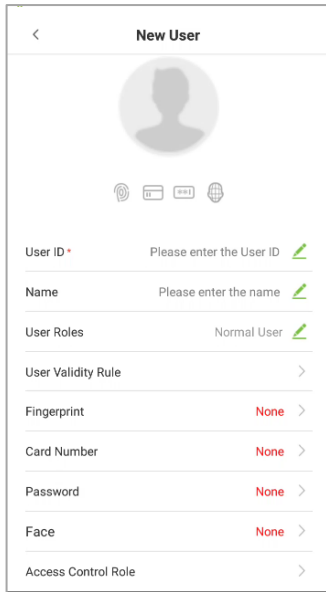 New User
User ID * Please enter the User ID
Name Please enter the name
User Roles Normal User
User Validity Rule
Fingerprint None
Card Number None
Password None
Face None
Access Control Role